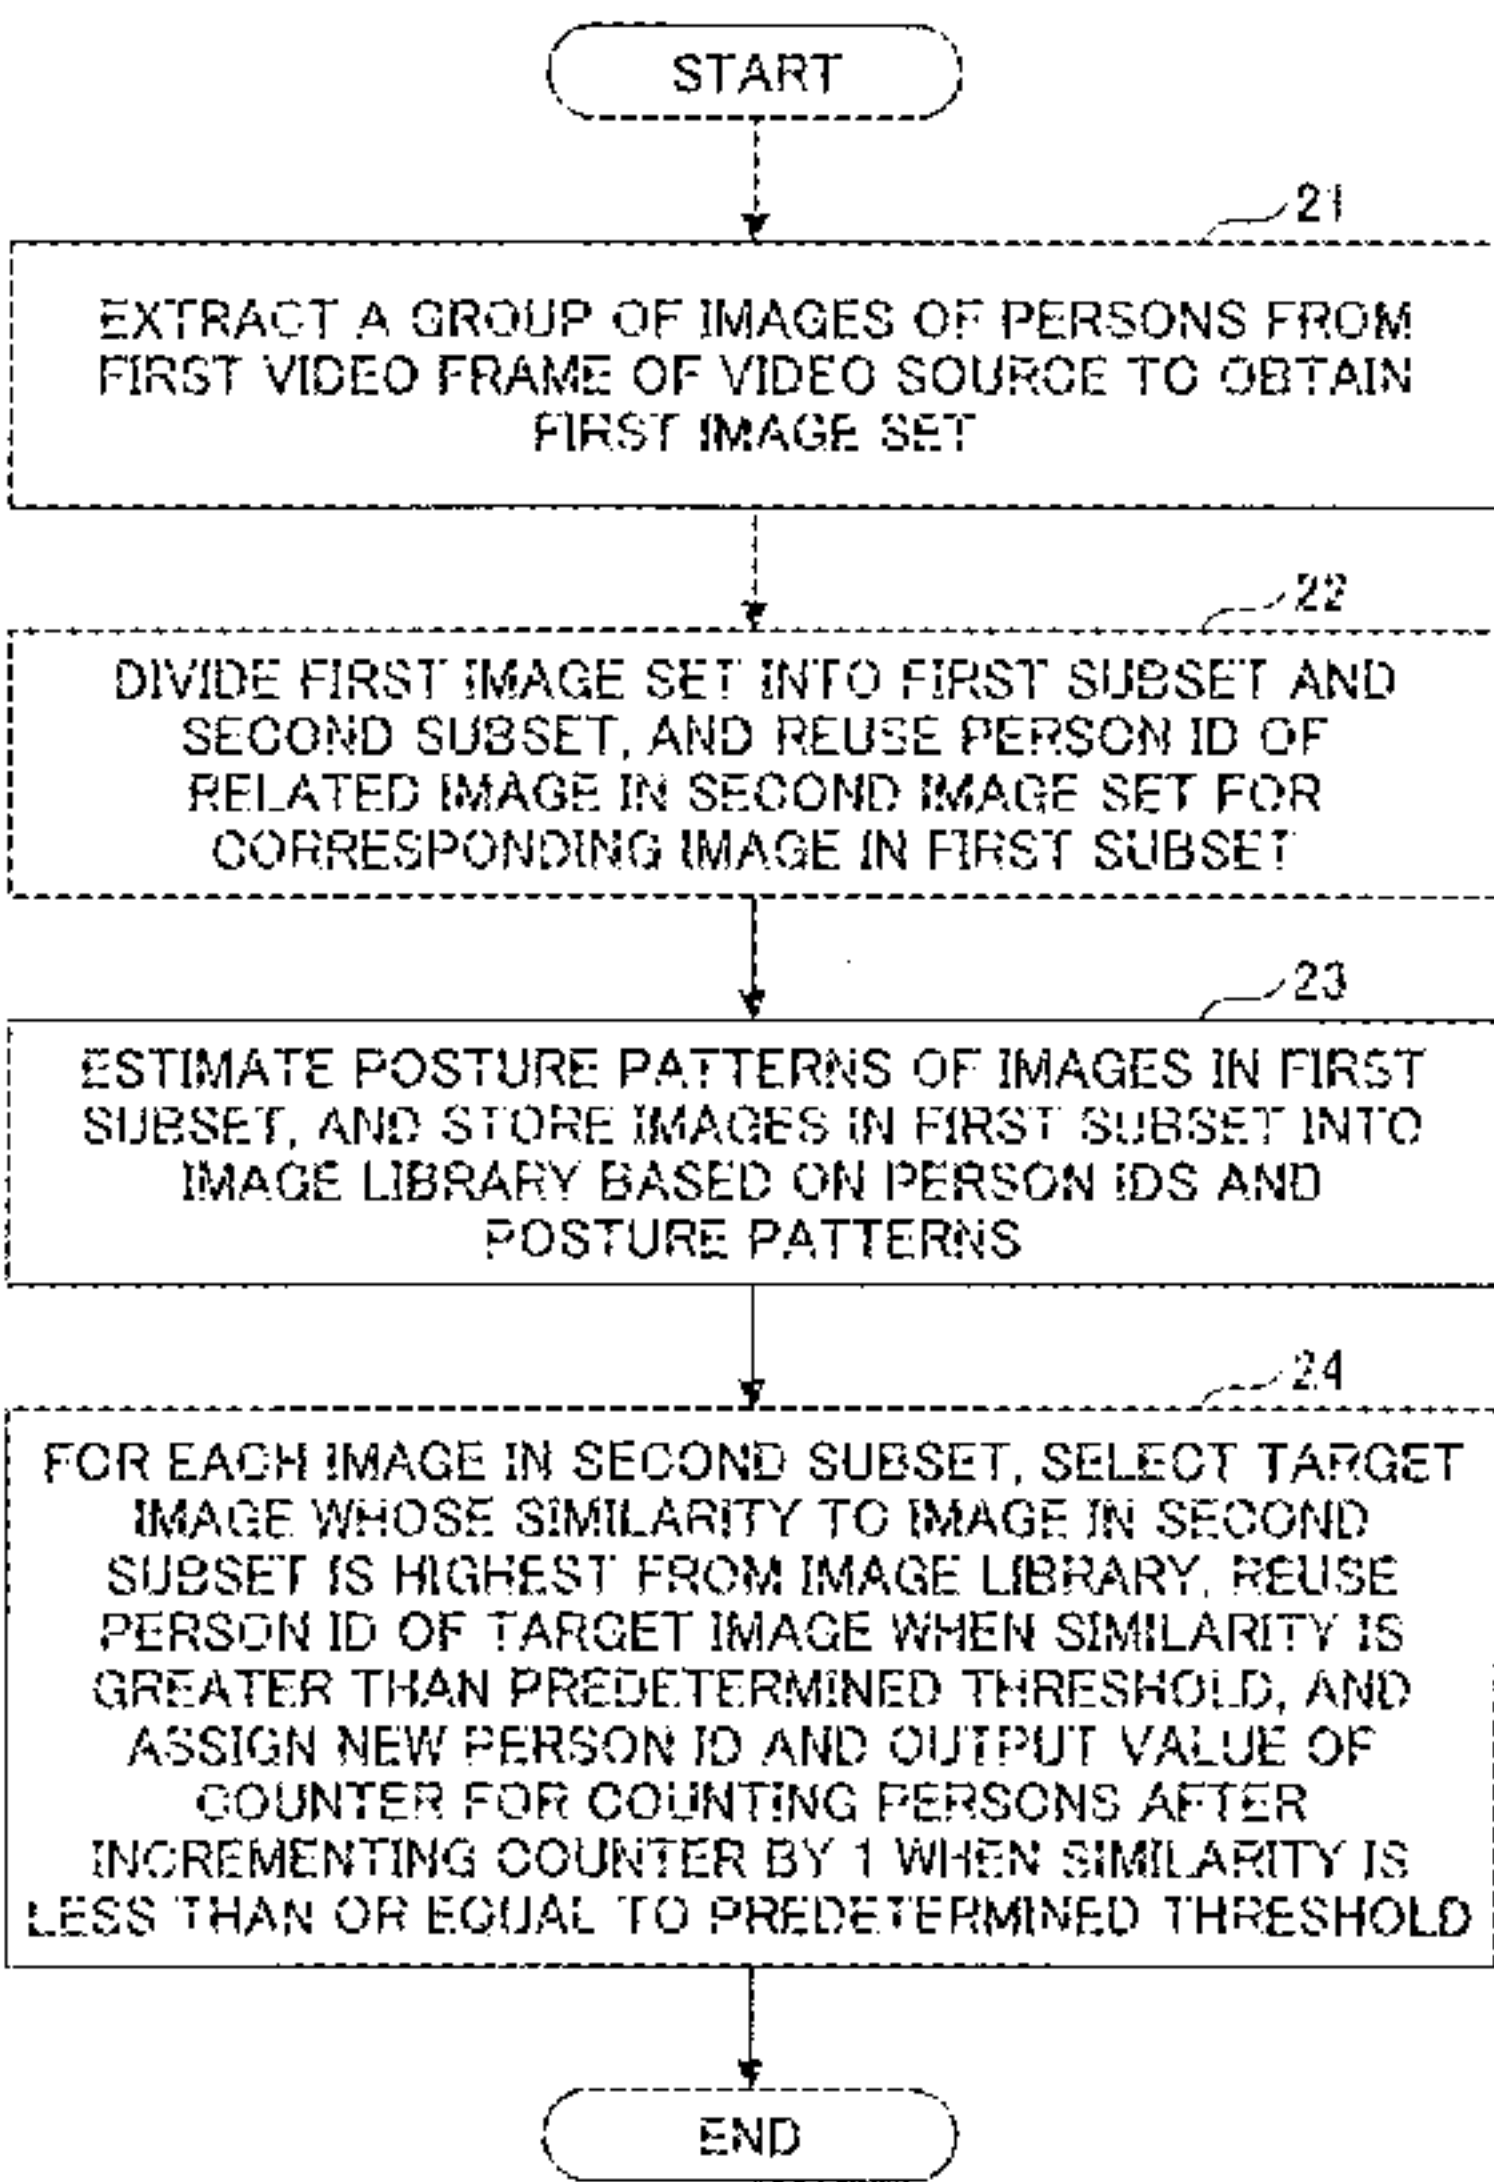 START
21
EXTRACT A GROUP OF IMAGES OF PERSONS FROM
FIRST VIDEO FRAME OF VIDEO SOURCE TO OBTAIN
FIRST IMAGE SET
22
DIVIDE FIRST IMAGE SET INTO FIRST SUBSET AND
SECOND SUBSET, AND REUSE PERSON ID OF
RELATED IMAGE IN SECOND IMAGE SET FOR
CORRESPONDING IMAGE IN FIRST SUBSET
23
ESTIMATE POSTURE PATTERNS OF IMAGES IN FIRST
SUBSET, AND STORE IMAGES IN FIRST SUBSET INTO
IMAGE LIBRARY BASED ON PERSON IDS AND
POSTURE PATTERNS
24
FOR EACH IMAGE IN SECOND SUBSET, SELECT TARGET
IMAGE WHOSE SIMILARITY TO IMAGE IN SECOND
SUBSET IS HIGHEST FROM IMAGE LIBRARY, REUSE
PERSON ID OF TARGET IMAGE WHEN SIMILARITY IS
GREATER THAN PREDETERMINED THRESHOLD, AND
ASSIGN NEW PERSON ID AND OUTPUT VALUE OF
COUNTER FOR COUNTING PERSONS AFTER
INCREMENTING COUNTER BY 1 WHEN SIMILARITY IS
LESS THAN OR EQUAL TO PREDETERMINED THRESHOLD
END